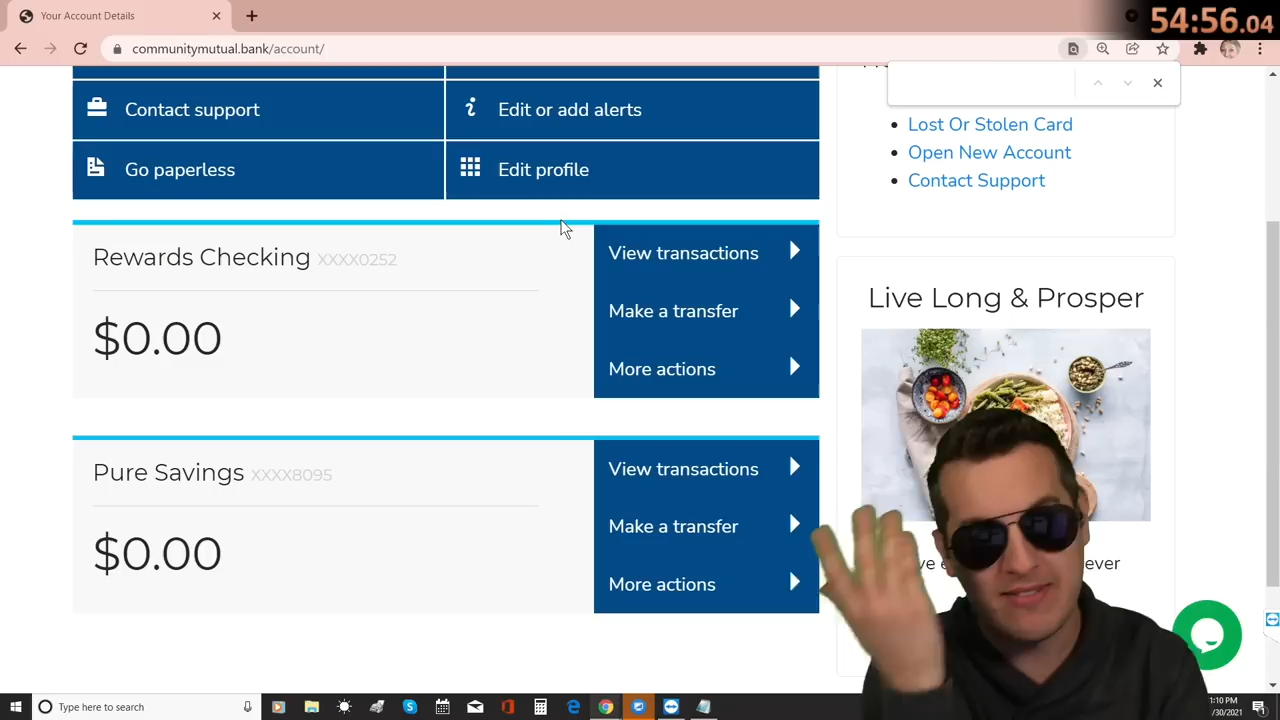 Your Account Details
54:56.04
communitymutual.bank/account/
Contact support
Edit or add alerts
Go paperless
Edit profile
Lost Or Stolen Card
Open New Account
Contact Support
Rewards Checking XXXX0252
$0.00
View transactions
Make a transfer
More actions
Pure Savings XXXX8095
$0.00
View transactions
Make a transfer
More actions
Live Long & Prosper
ever
Type here to search
1:10 PM
/30/2021